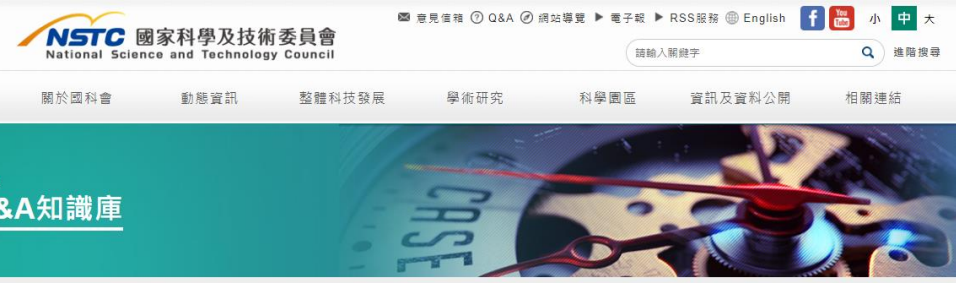 意見信箱 Q&A 網站導覽 電子報 RSS服務 English f You Tube 小 中 大
NSTC 國家科學及技術委員會
National Science and Technology Council
請輸入關鍵字 進階搜尋
關於國科會 動態資訊 整體科技發展 學術研究 科學園區 資訊及資料公開 相關連結
&A知識庫
CASE